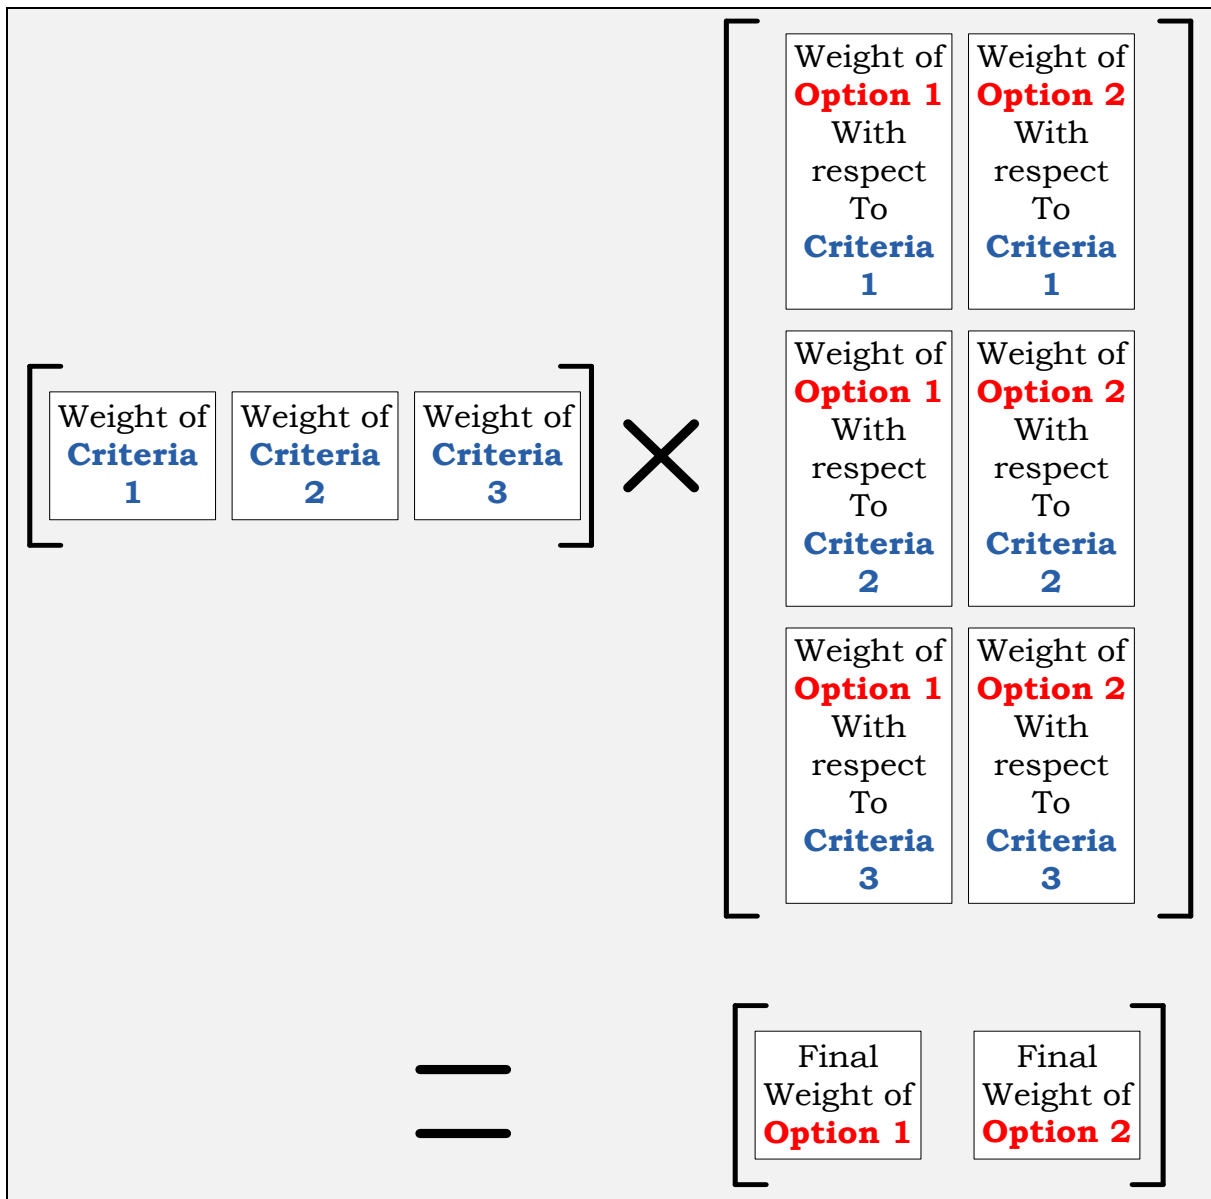 Weight of
Criteria
1
Weight of
Criteria
2
Weight of
Criteria
3
Weight of
Option 1
With
respect
To
Criteria
1
Weight of
Option 2
With
respect
To
Criteria
1
Weight of
Option 1
With
respect
To
Criteria
2
Weight of
Option 2
With
respect
To
Criteria
2
Weight of
Option 1
With
respect
To
Criteria
3
Weight of
Option 2
With
respect
To
Criteria
3
Final
Weight of
Option 1
Final
Weight of
Option 2